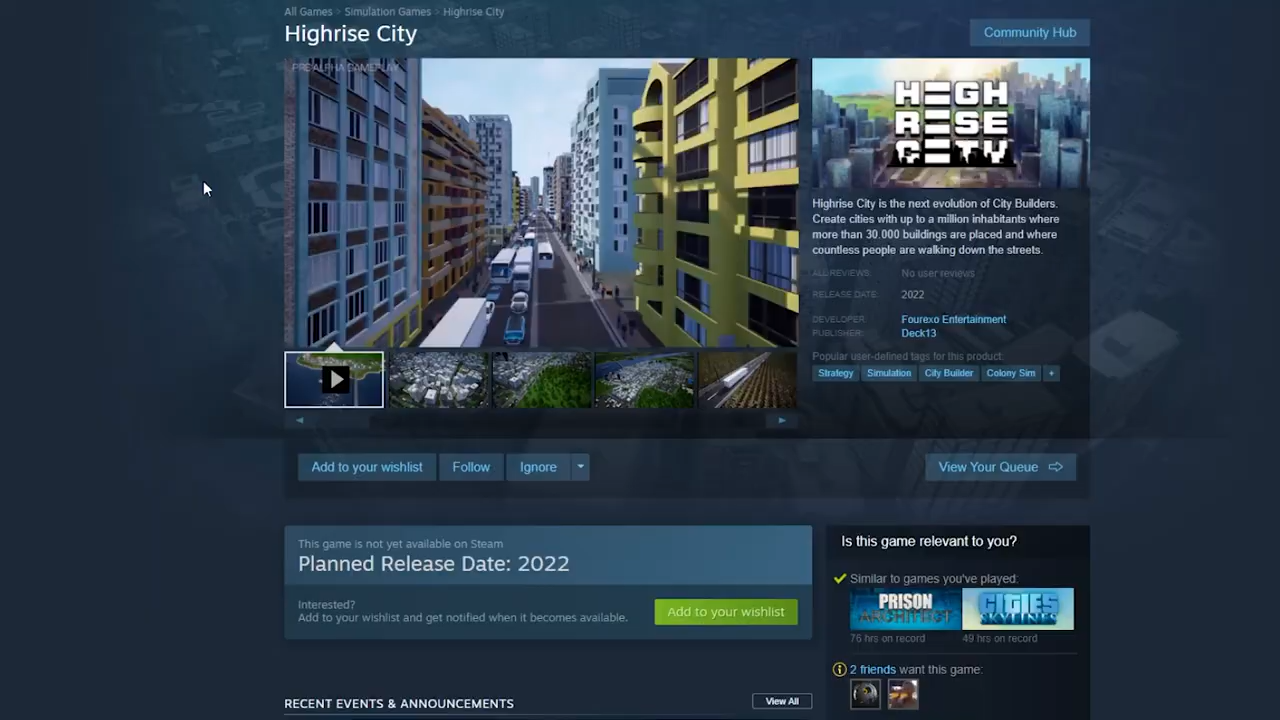 All Games > Simulation Games > Highrise City
Highrise City
Community Hub
PRE-ALPHA GAMEPLAY
HIGH
RISE
CITY
Highrise City is the next evolution of City Builders.
Create cities with up to a million inhabitants where
more than 30.000 buildings are placed and where
countless people are walking down the streets.
ALL REVIEWS: No user reviews
RELEASE DATE: 2022
DEVELOPER: Fourexo Entertainment
PUBLISHER: Deck13
Popular user-defined tags for this product:
Strategy Simulation City Builder Colony Sim +
Add to your wishlist Follow Ignore View Your Queue
This game is not yet available on Steam
Planned Release Date: 2022
Interested?
Add to your wishlist and get notified when it becomes available.
Add to your wishlist
Is this game relevant to you?
Similar to games you've played:
PRISON
ARCHITECT
CITIES
SKYLINES
76 hrs on record 49 hrs on record
2 friends want this game:
RECENT EVENTS & ANNOUNCEMENTS View All